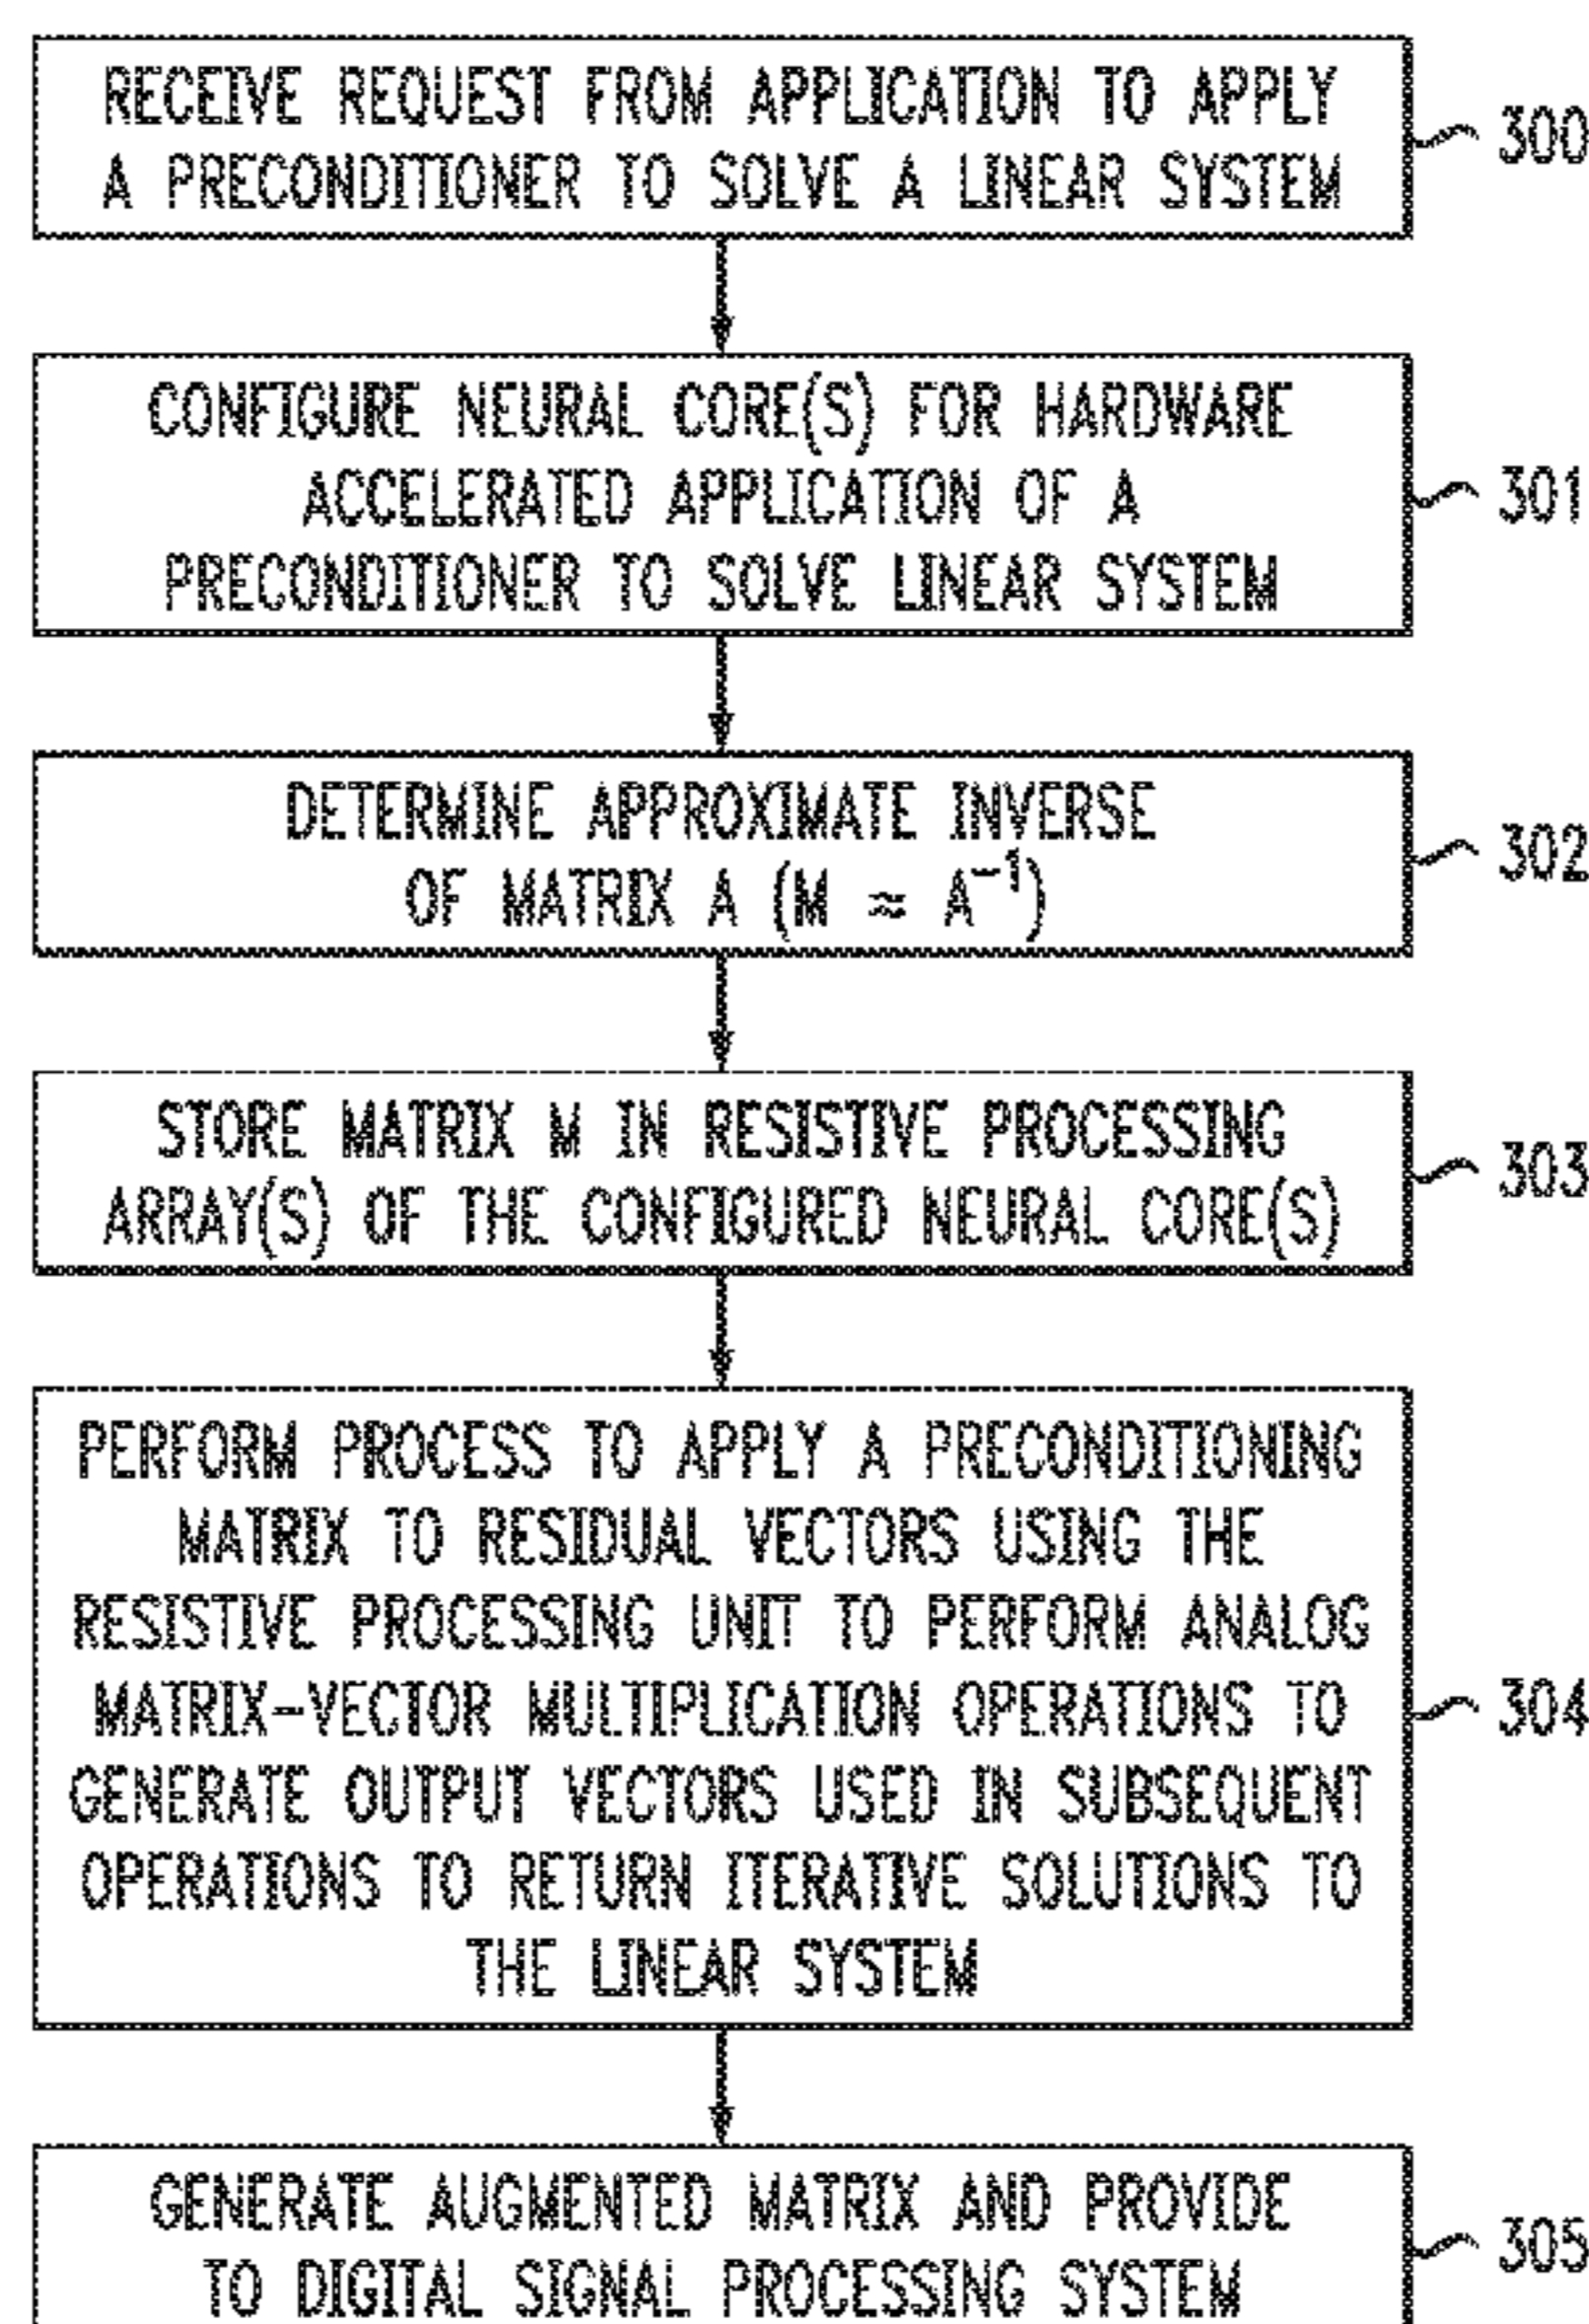 RECEIVE REQUEST FROM APPLICATION TO APPLY
A PRECONDITIONER TO SOLVE A LINEAR SYSTEM
300
CONFIGURE NEURAL CORE(S) FOR HARDWARE
ACCELERATED APPLICATION OF A
PRECONDITIONER TO SOLVE LINEAR SYSTEM
301
DETERMINE APPROXIMATE INVERSE
OF MATRIX A (M ≈ A⁻¹)
302
STORE MATRIX M IN RESISTIVE PROCESSING
ARRAY(S) OF THE CONFIGURED NEURAL CORE(S)
303
PERFORM PROCESS TO APPLY A PRECONDITIONING
MATRIX TO RESIDUAL VECTORS USING THE
RESISTIVE PROCESSING UNIT TO PERFORM ANALOG
MATRIX-VECTOR MULTIPLICATION OPERATIONS TO
GENERATE OUTPUT VECTORS USED IN SUBSEQUENT
OPERATIONS TO RETURN ITERATIVE SOLUTIONS TO
THE LINEAR SYSTEM
304
GENERATE AUGMENTED MATRIX AND PROVIDE
TO DIGITAL SIGNAL PROCESSING SYSTEM
305